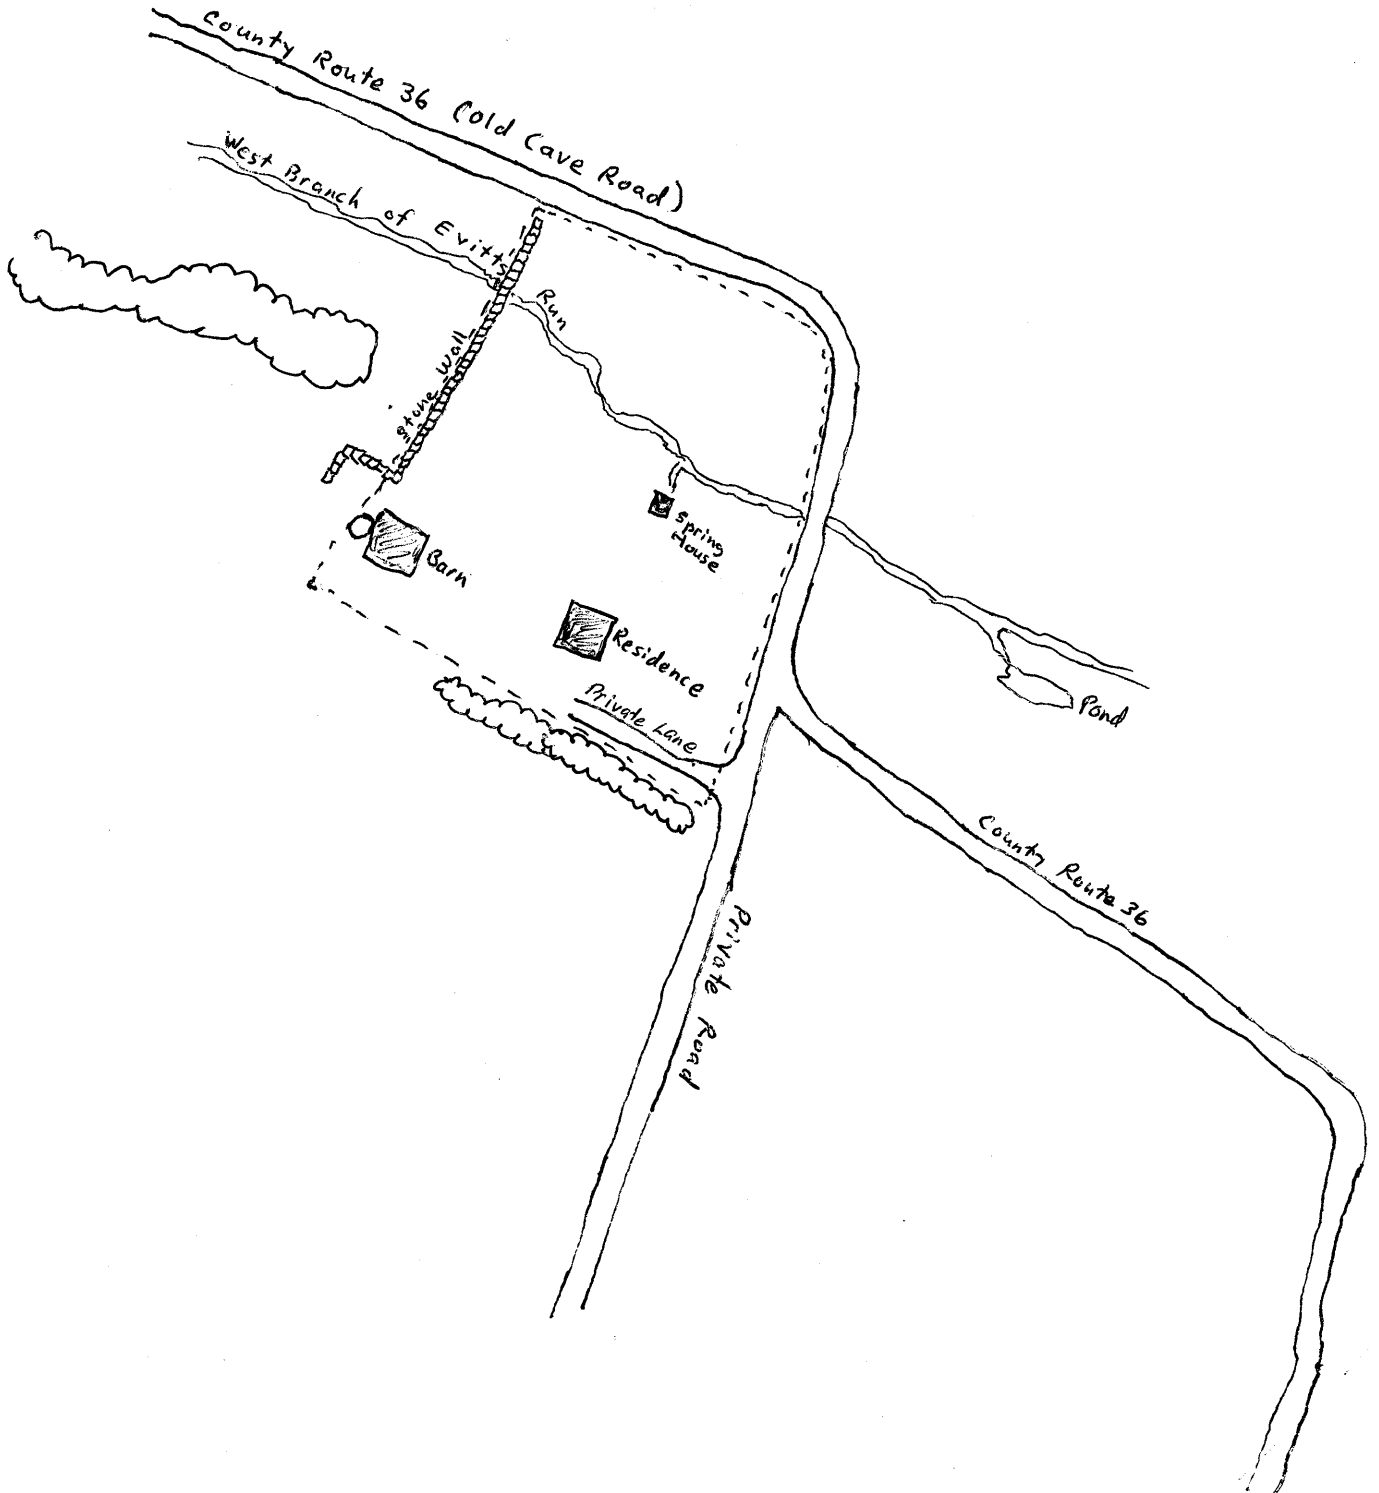 County Route 36 (Old Cave Road)
West Branch of Evitts
Run
Stone Wall
Spring
House
Barn
Residence
Private Lane
Pond
County Route 36
Private Road